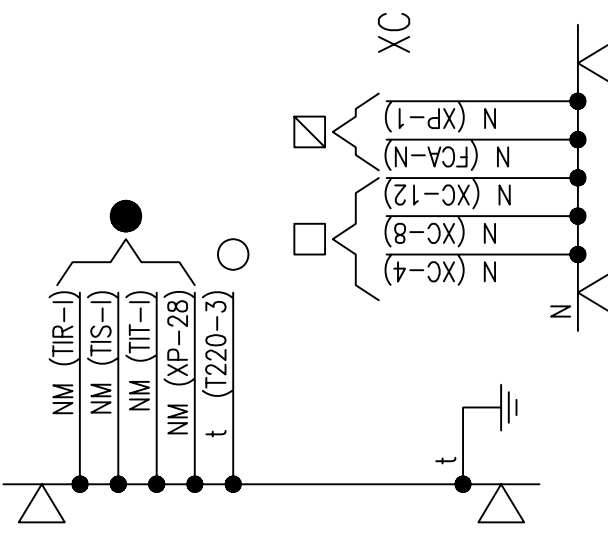 XC
N (XP-1)
N (FCA-N)
N (XC-12)
N (XC-8)
N (XC-4)
N
NM (TIR-I)
NM (TIS-I)
NM (TIT-I)
NM (XP-28)
t (T220-3)
t